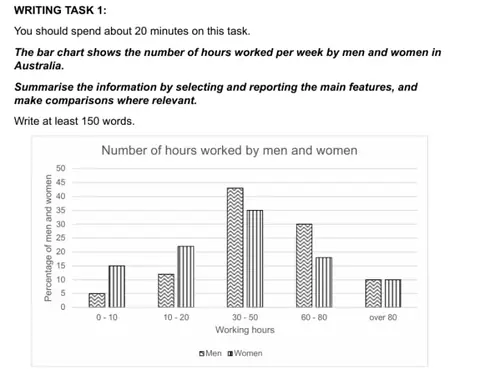 WRITING TASK 1:
You should spend about 20 minutes on this task.
The bar chart shows the number of hours worked per week by men and women in
Australia.
Summarise the information by selecting and reporting the main features, and
make comparisons where relevant.
Write at least 150 words.
Number of hours worked by men and women
Percentage of men and women
50
45
40
35
30
25
20
15
10
5
0
0 - 10 10 - 20 30 - 50 60 - 80 over 80
Working hours
Men Women